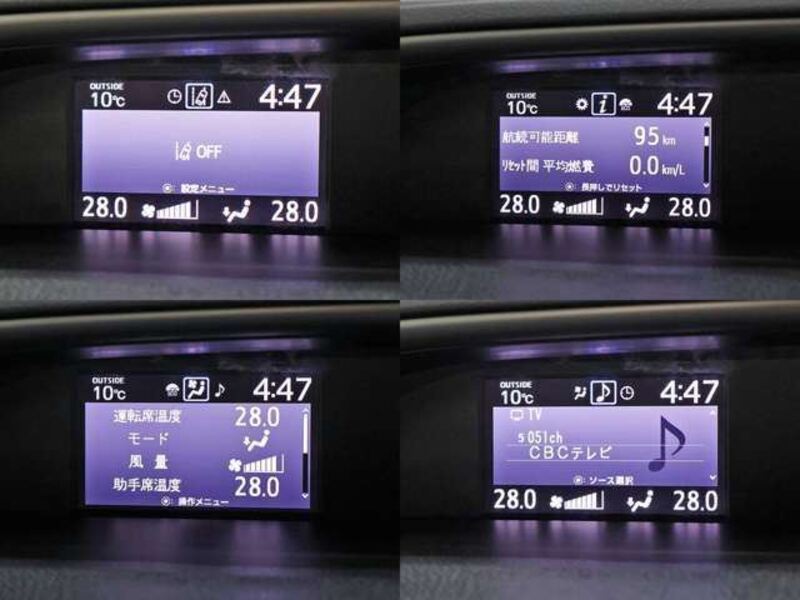 OUTSIDE
10℃ 4:47
OFF
設定メニュー
28.0 28.0
OUTSIDE
10℃ i 4:47
航続可能距離 95 km
リセット間 平均燃費 0.0 km/L
長押しでリセット
28.0 28.0
OUTSIDE
10℃ 4:47
運転席温度 28.0
モード
風量
助手席温度 28.0
操作メニュー
OUTSIDE
10℃ 4:47
TV
5 051ch
CBCテレビ
ソース選択
28.0 28.0